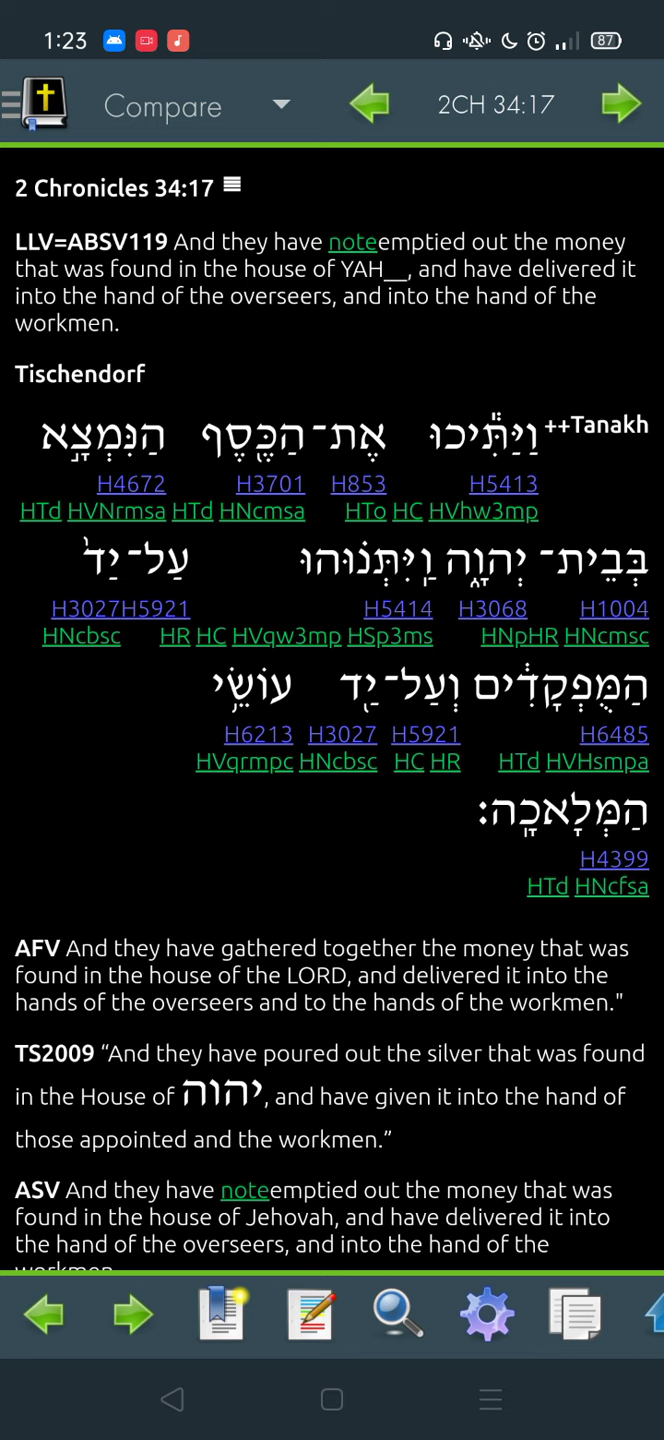 1:23 87
Compare 2CH 34:17
2 Chronicles 34:17
LLV=ABSV119 And they have noteemptied out the money
that was found in the house of YAH__, and have delivered it
into the hand of the overseers, and into the hand of the
workmen.
Tischendorf
++Tanakh וַיַּתִּ֕יכוּ אֶת־הַכֶּ֖סֶף הַנִּמְצָ֣א
H4672 H3701 H853 H5413
HTd HVNrmsa HTd HNcmsa HTo HC HVhw3mp
בְּבֵית־ יְהוָ֑ה וַֽיִּתְּנ֗וּהוּ עַל־יַד֙
H3027H5921 H5414 H3068 H1004
HNcbsc HR HC HVqw3mp HSp3ms HNpHR HNcmsc
הַמֻּפְקָדִ֔ים וְעַל־יַ֖ד עוֹשֵׂ֥י
H6213 H3027 H5921 H6485
HVqrmpc HNcbsc HC HR HTd HVHsmpa
הַמְּלָאכָֽה׃
H4399
HTd HNcfsa
AFV And they have gathered together the money that was
found in the house of the LORD, and delivered it into the
hands of the overseers and to the hands of the workmen."
TS2009 “And they have poured out the silver that was found
in the House of יהוה, and have given it into the hand of
those appointed and the workmen.”
ASV And they have noteemptied out the money that was
found in the house of Jehovah, and have delivered it into
the hand of the overseers, and into the hand of the
workmen.